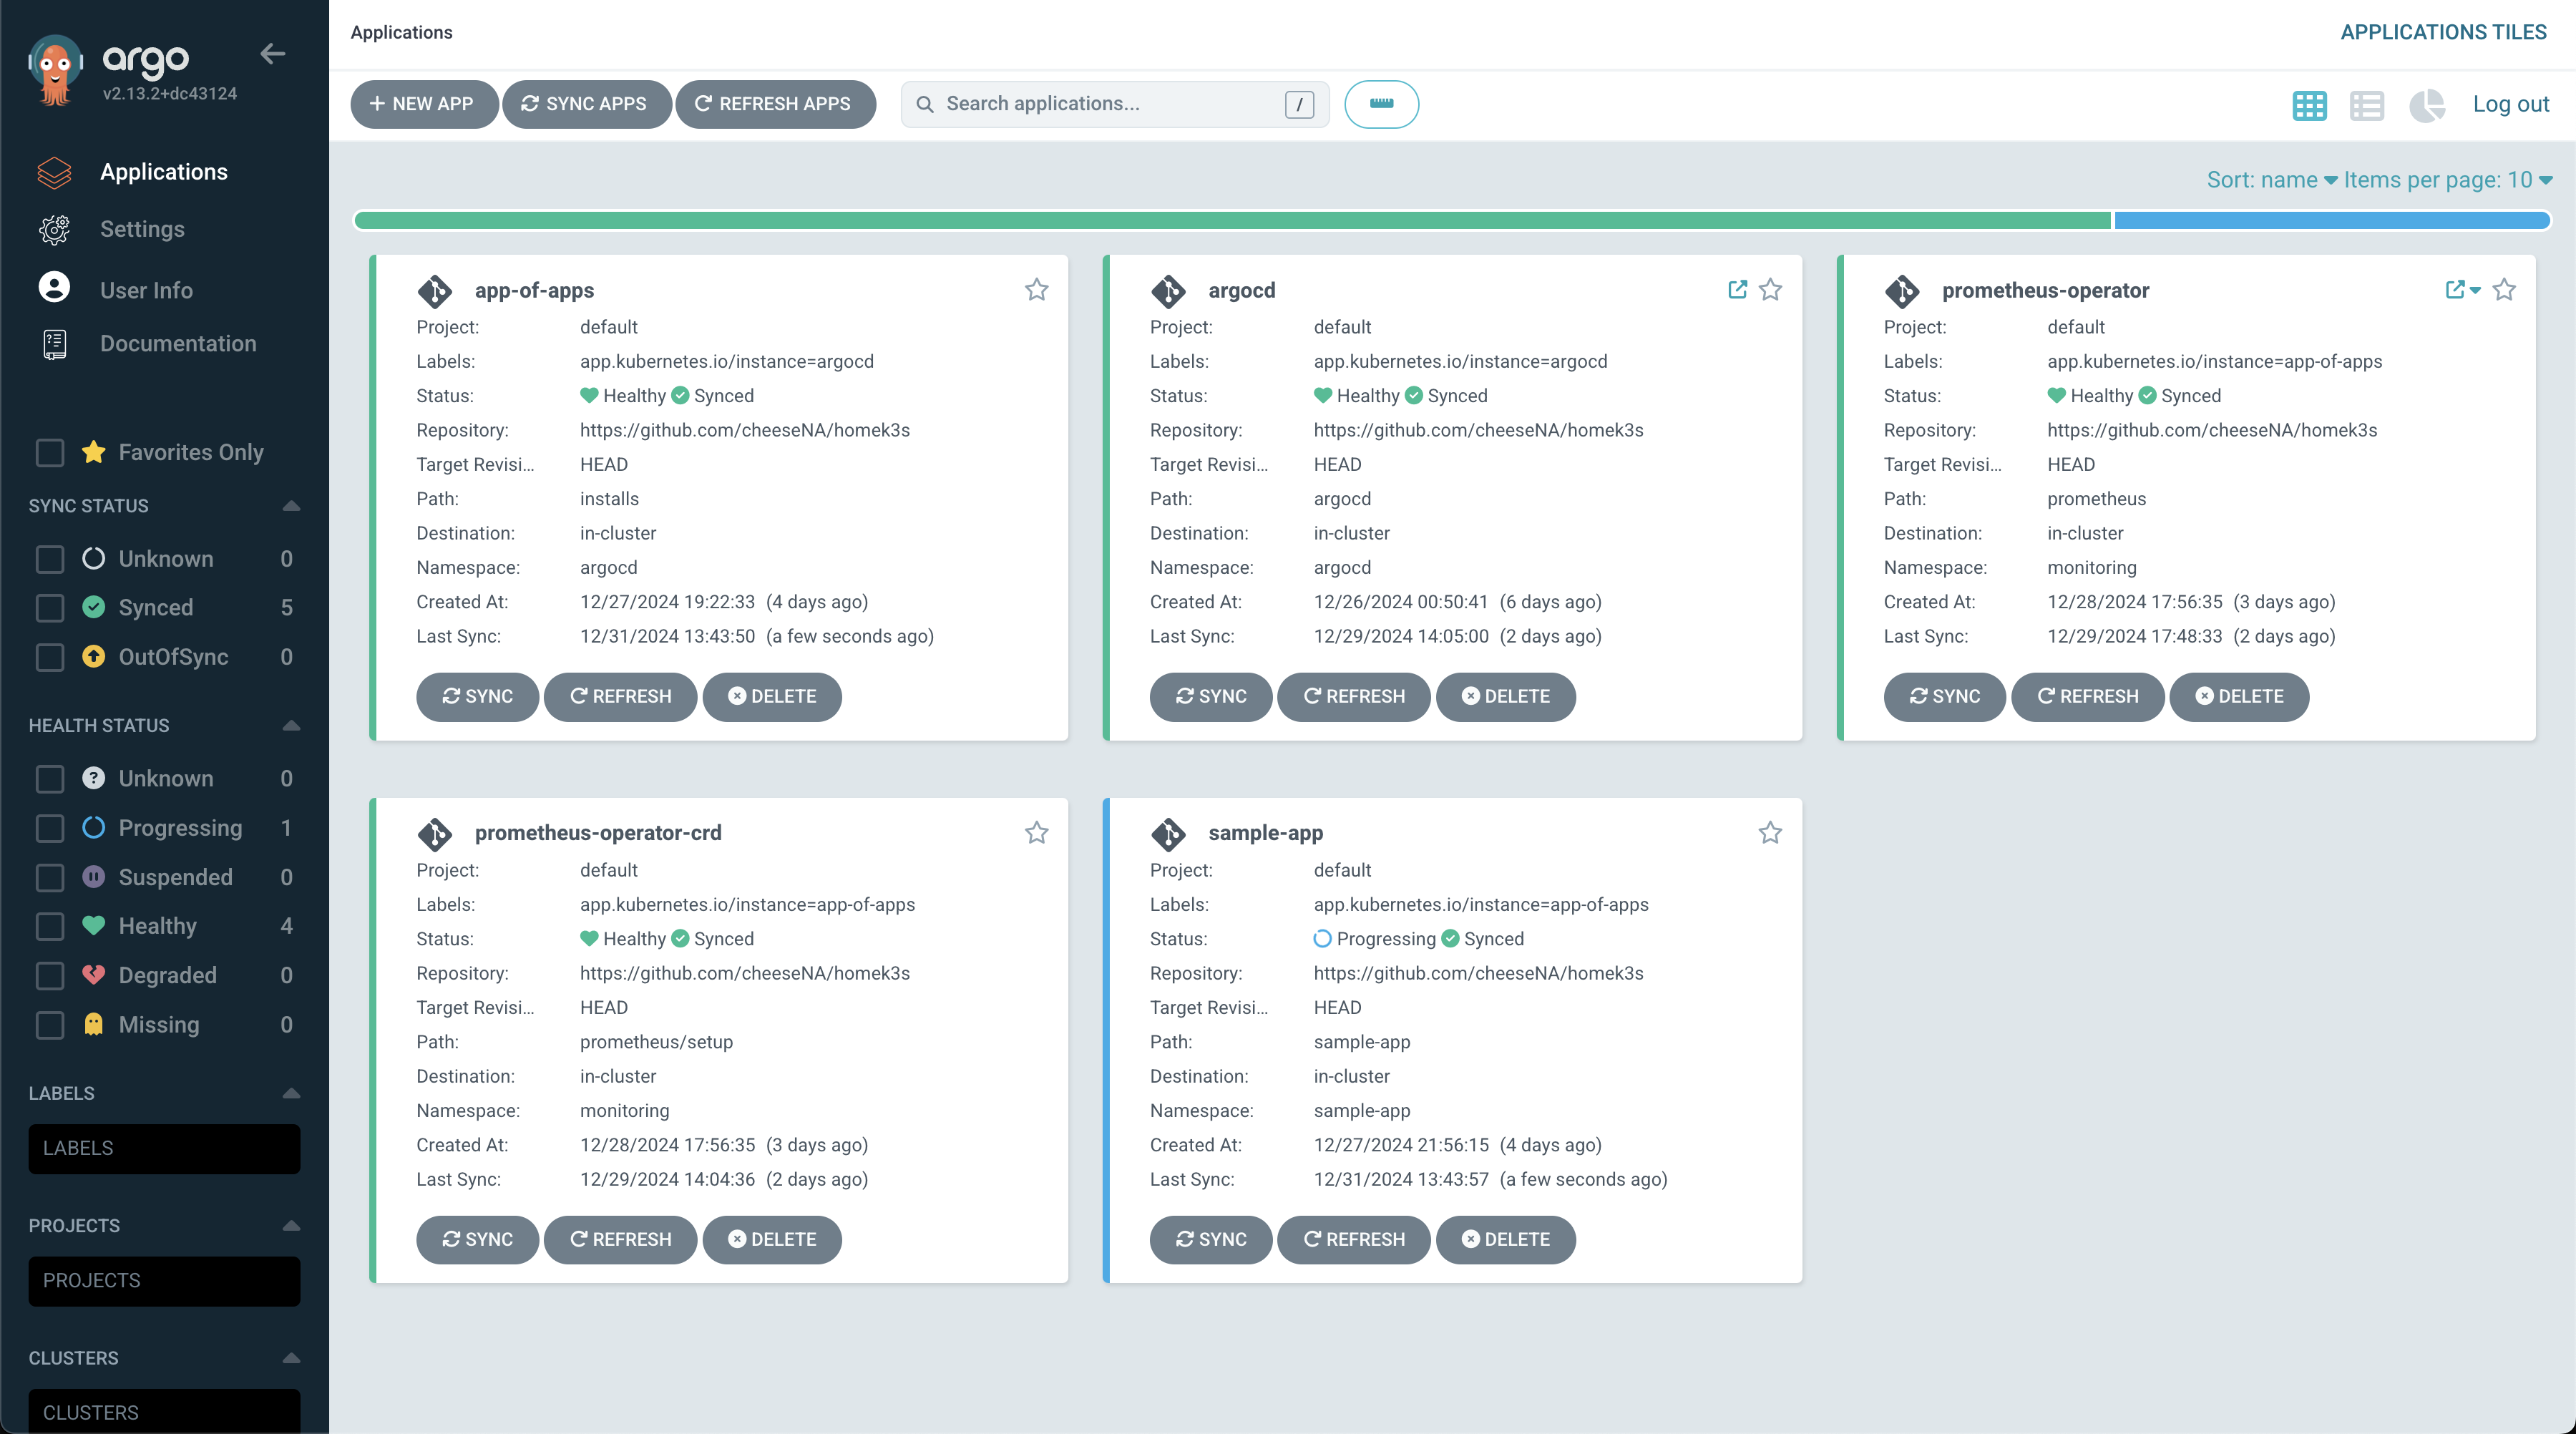 argo
v2.13.2+dc43124
Applications
Settings
User Info
Documentation
Favorites Only
SYNC STATUS
Unknown 0
Synced 5
OutOfSync 0
HEALTH STATUS
Unknown 0
Progressing 1
Suspended 0
Healthy 4
Degraded 0
Missing 0
LABELS
LABELS
PROJECTS
PROJECTS
CLUSTERS
CLUSTERS
Applications
APPLICATIONS TILES
+ NEW APP SYNC APPS REFRESH APPS Search applications... / Log out
Sort: name Items per page: 10
app-of-apps
Project: default
Labels: app.kubernetes.io/instance=argocd
Status: Healthy Synced
Repository: https://github.com/cheeseNA/homek3s
Target Revisi... HEAD
Path: installs
Destination: in-cluster
Namespace: argocd
Created At: 12/27/2024 19:22:33 (4 days ago)
Last Sync: 12/31/2024 13:43:50 (a few seconds ago)
SYNC REFRESH DELETE
argocd
Project: default
Labels: app.kubernetes.io/instance=argocd
Status: Healthy Synced
Repository: https://github.com/cheeseNA/homek3s
Target Revisi... HEAD
Path: argocd
Destination: in-cluster
Namespace: argocd
Created At: 12/26/2024 00:50:41 (6 days ago)
Last Sync: 12/29/2024 14:05:00 (2 days ago)
SYNC REFRESH DELETE
prometheus-operator
Project: default
Labels: app.kubernetes.io/instance=app-of-apps
Status: Healthy Synced
Repository: https://github.com/cheeseNA/homek3s
Target Revisi... HEAD
Path: prometheus
Destination: in-cluster
Namespace: monitoring
Created At: 12/28/2024 17:56:35 (3 days ago)
Last Sync: 12/29/2024 17:48:33 (2 days ago)
SYNC REFRESH DELETE
prometheus-operator-crd
Project: default
Labels: app.kubernetes.io/instance=app-of-apps
Status: Healthy Synced
Repository: https://github.com/cheeseNA/homek3s
Target Revisi... HEAD
Path: prometheus/setup
Destination: in-cluster
Namespace: monitoring
Created At: 12/28/2024 17:56:35 (3 days ago)
Last Sync: 12/29/2024 14:04:36 (2 days ago)
SYNC REFRESH DELETE
sample-app
Project: default
Labels: app.kubernetes.io/instance=app-of-apps
Status: Progressing Synced
Repository: https://github.com/cheeseNA/homek3s
Target Revisi... HEAD
Path: sample-app
Destination: in-cluster
Namespace: sample-app
Created At: 12/27/2024 21:56:15 (4 days ago)
Last Sync: 12/31/2024 13:43:57 (a few seconds ago)
SYNC REFRESH DELETE